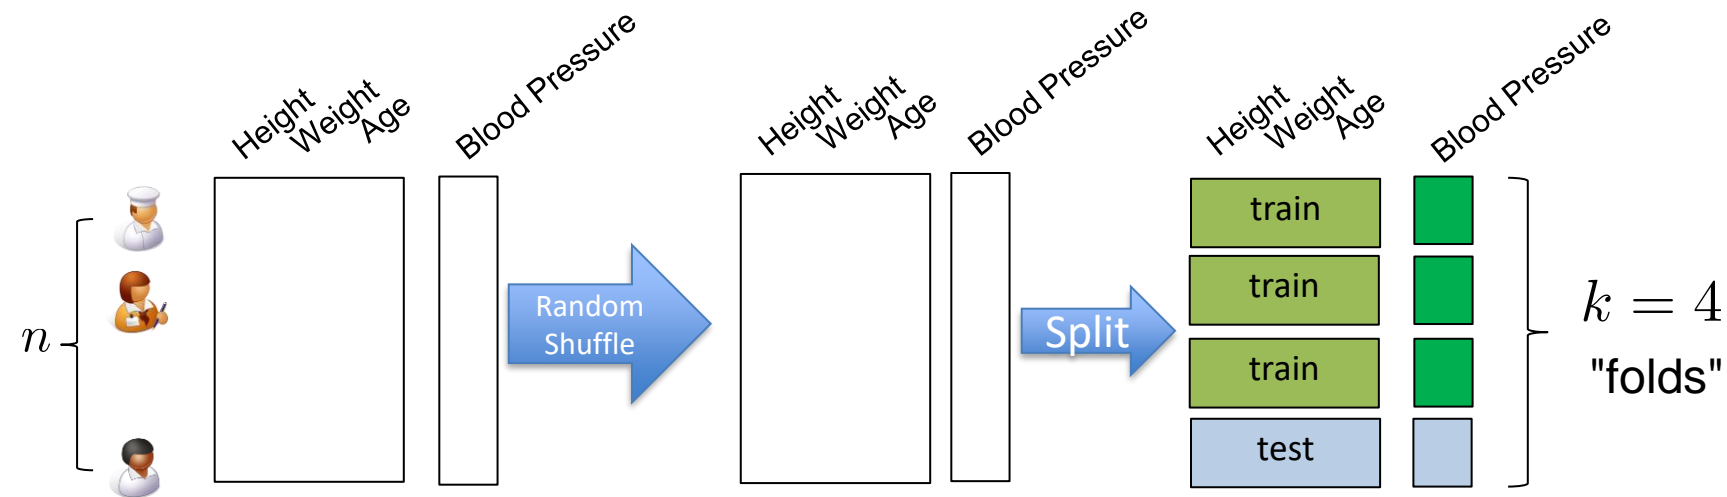 Height
Weight
Age
Blood Pressure
Height
Weight
Age
Blood Pressure
Height
Weight
Age
Blood Pressure
n
Random
Shuffle
Split
train
train
train
test
k = 4
"folds"